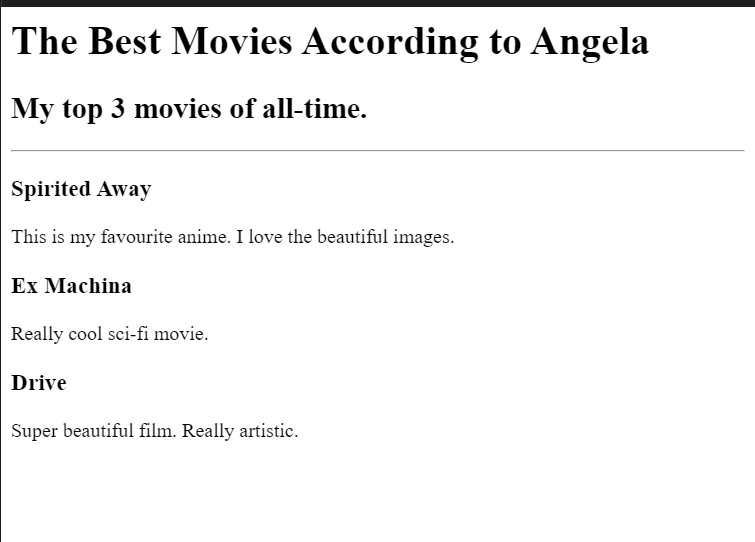 The Best Movies According to Angela
My top 3 movies of all-time.
Spirited Away
This is my favourite anime. I love the beautiful images.
Ex Machina
Really cool sci-fi movie.
Drive
Super beautiful film. Really artistic.